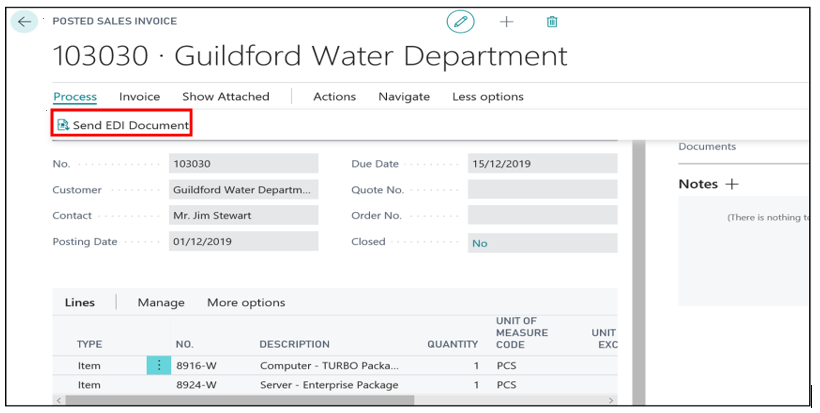 POSTED SALES INVOICE
103030 · Guildford Water Department
Process Invoice Show Attached Actions Navigate Less options
Send EDI Document
Documents
No. 103030 Due Date 15/12/2019
Notes
Customer Guildford Water Departm... Quote No.
Contact Mr. Jim Stewart Order No.
(There is nothing to
Posting Date 01/12/2019 Closed No
Lines Manage More options
TYPE NO. DESCRIPTION QUANTITY UNIT OF MEASURE CODE UNIT EXC
Item 8916-W Computer - TURBO Packa... 1 PCS
Item 8924-W Server - Enterprise Package 1 PCS